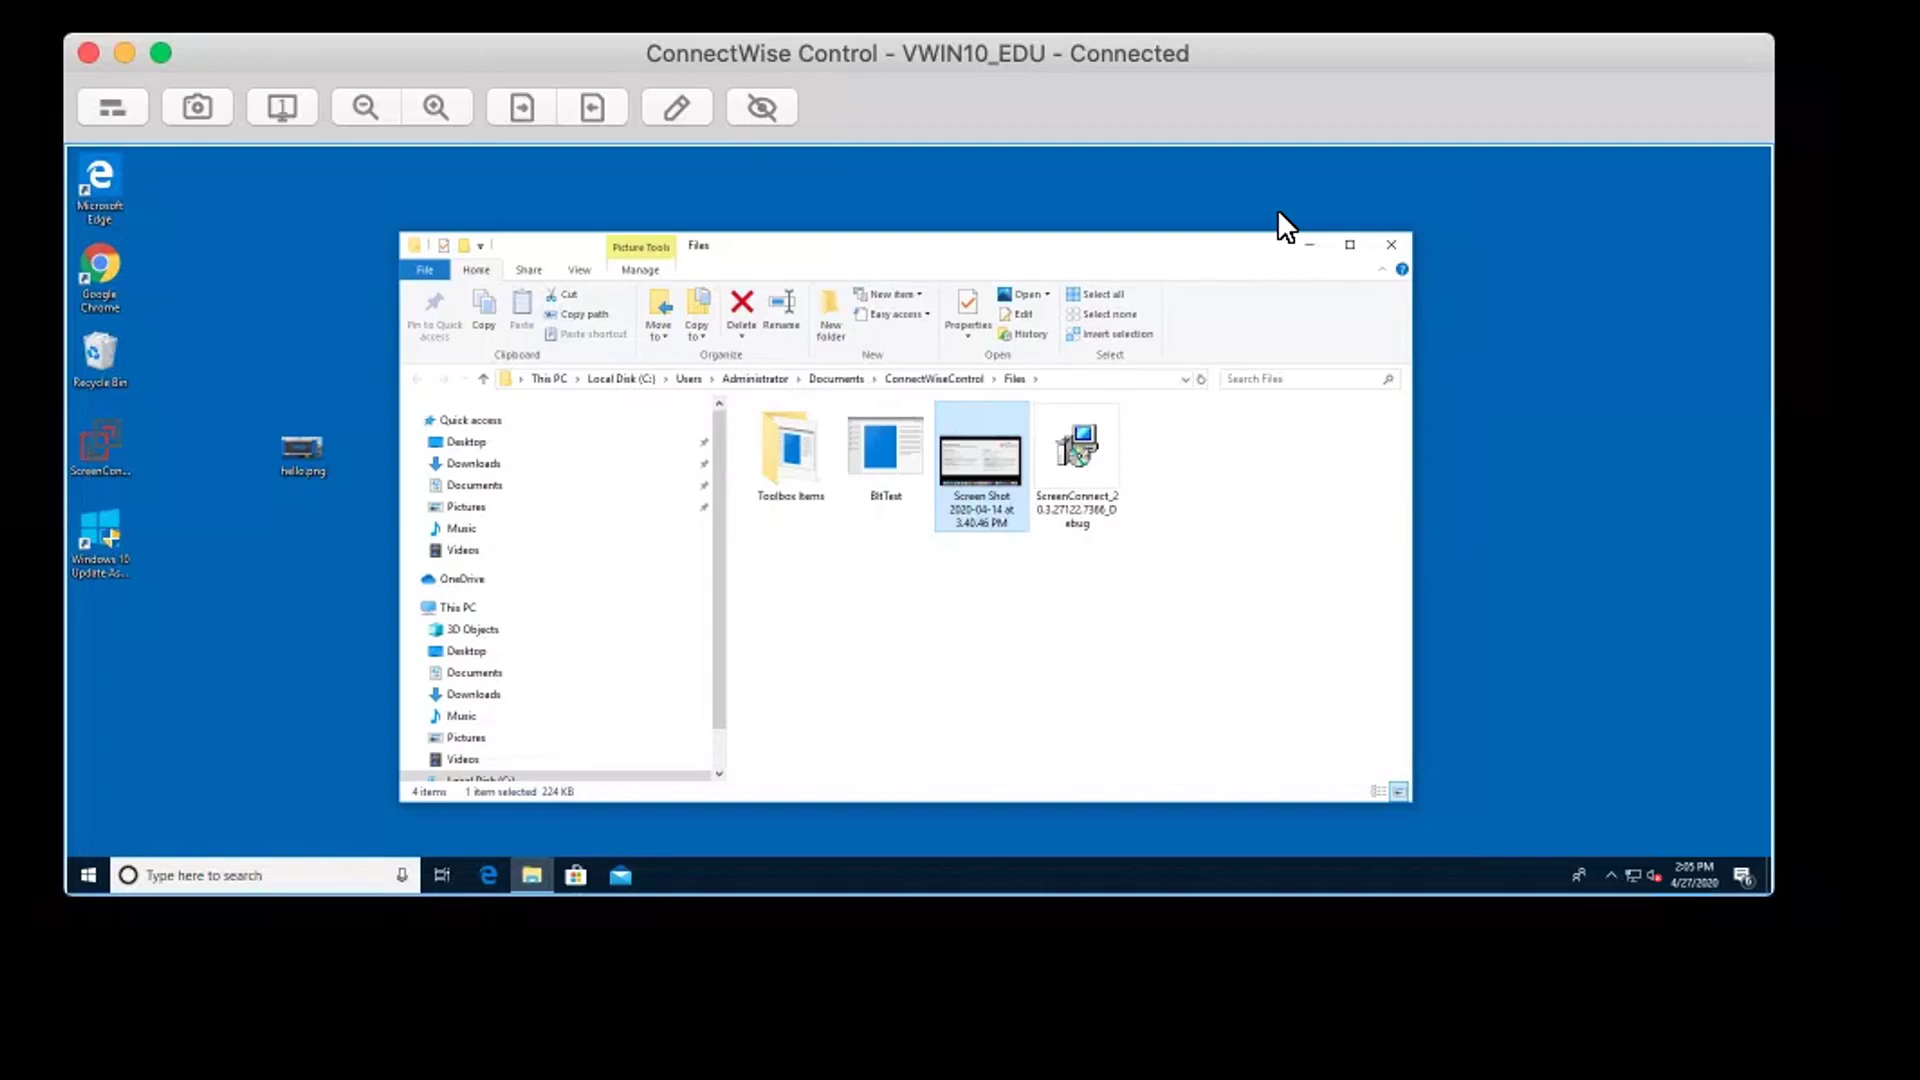 ConnectWise Control - VWIN10_EDU - Connected
1
Microsoft
Edge
Google
Chrome
Recycle Bin
ScreenCon...
Windows 10
Update As...
hello.png
Picture Tools
Files
File
Home
Share
View
Manage
Pin to Quick
access
Copy
Paste
Cut
Copy path
Paste shortcut
Clipboard
Move
to
Copy
to
Delete
Rename
Organize
New
folder
New item
Easy access
New
Properties
Open
Edit
History
Open
Select all
Select none
Invert selection
Select
This PC > Local Disk (C:) > Users > Administrator > Documents > ConnectWiseControl > Files >
Search Files
Quick access
Desktop
Downloads
Documents
Pictures
Music
Videos
OneDrive
This PC
3D Objects
Desktop
Documents
Downloads
Music
Pictures
Videos
Local Disk (C:)
Toolbox Items
BltTest
Screen Shot
2020-04-14 at
3.40.46 PM
ScreenConnect_2
0.3.27122.7366_D
ebug
4 items
1 item selected 224 KB
Type here to search
2:05 PM
4/27/2020
6